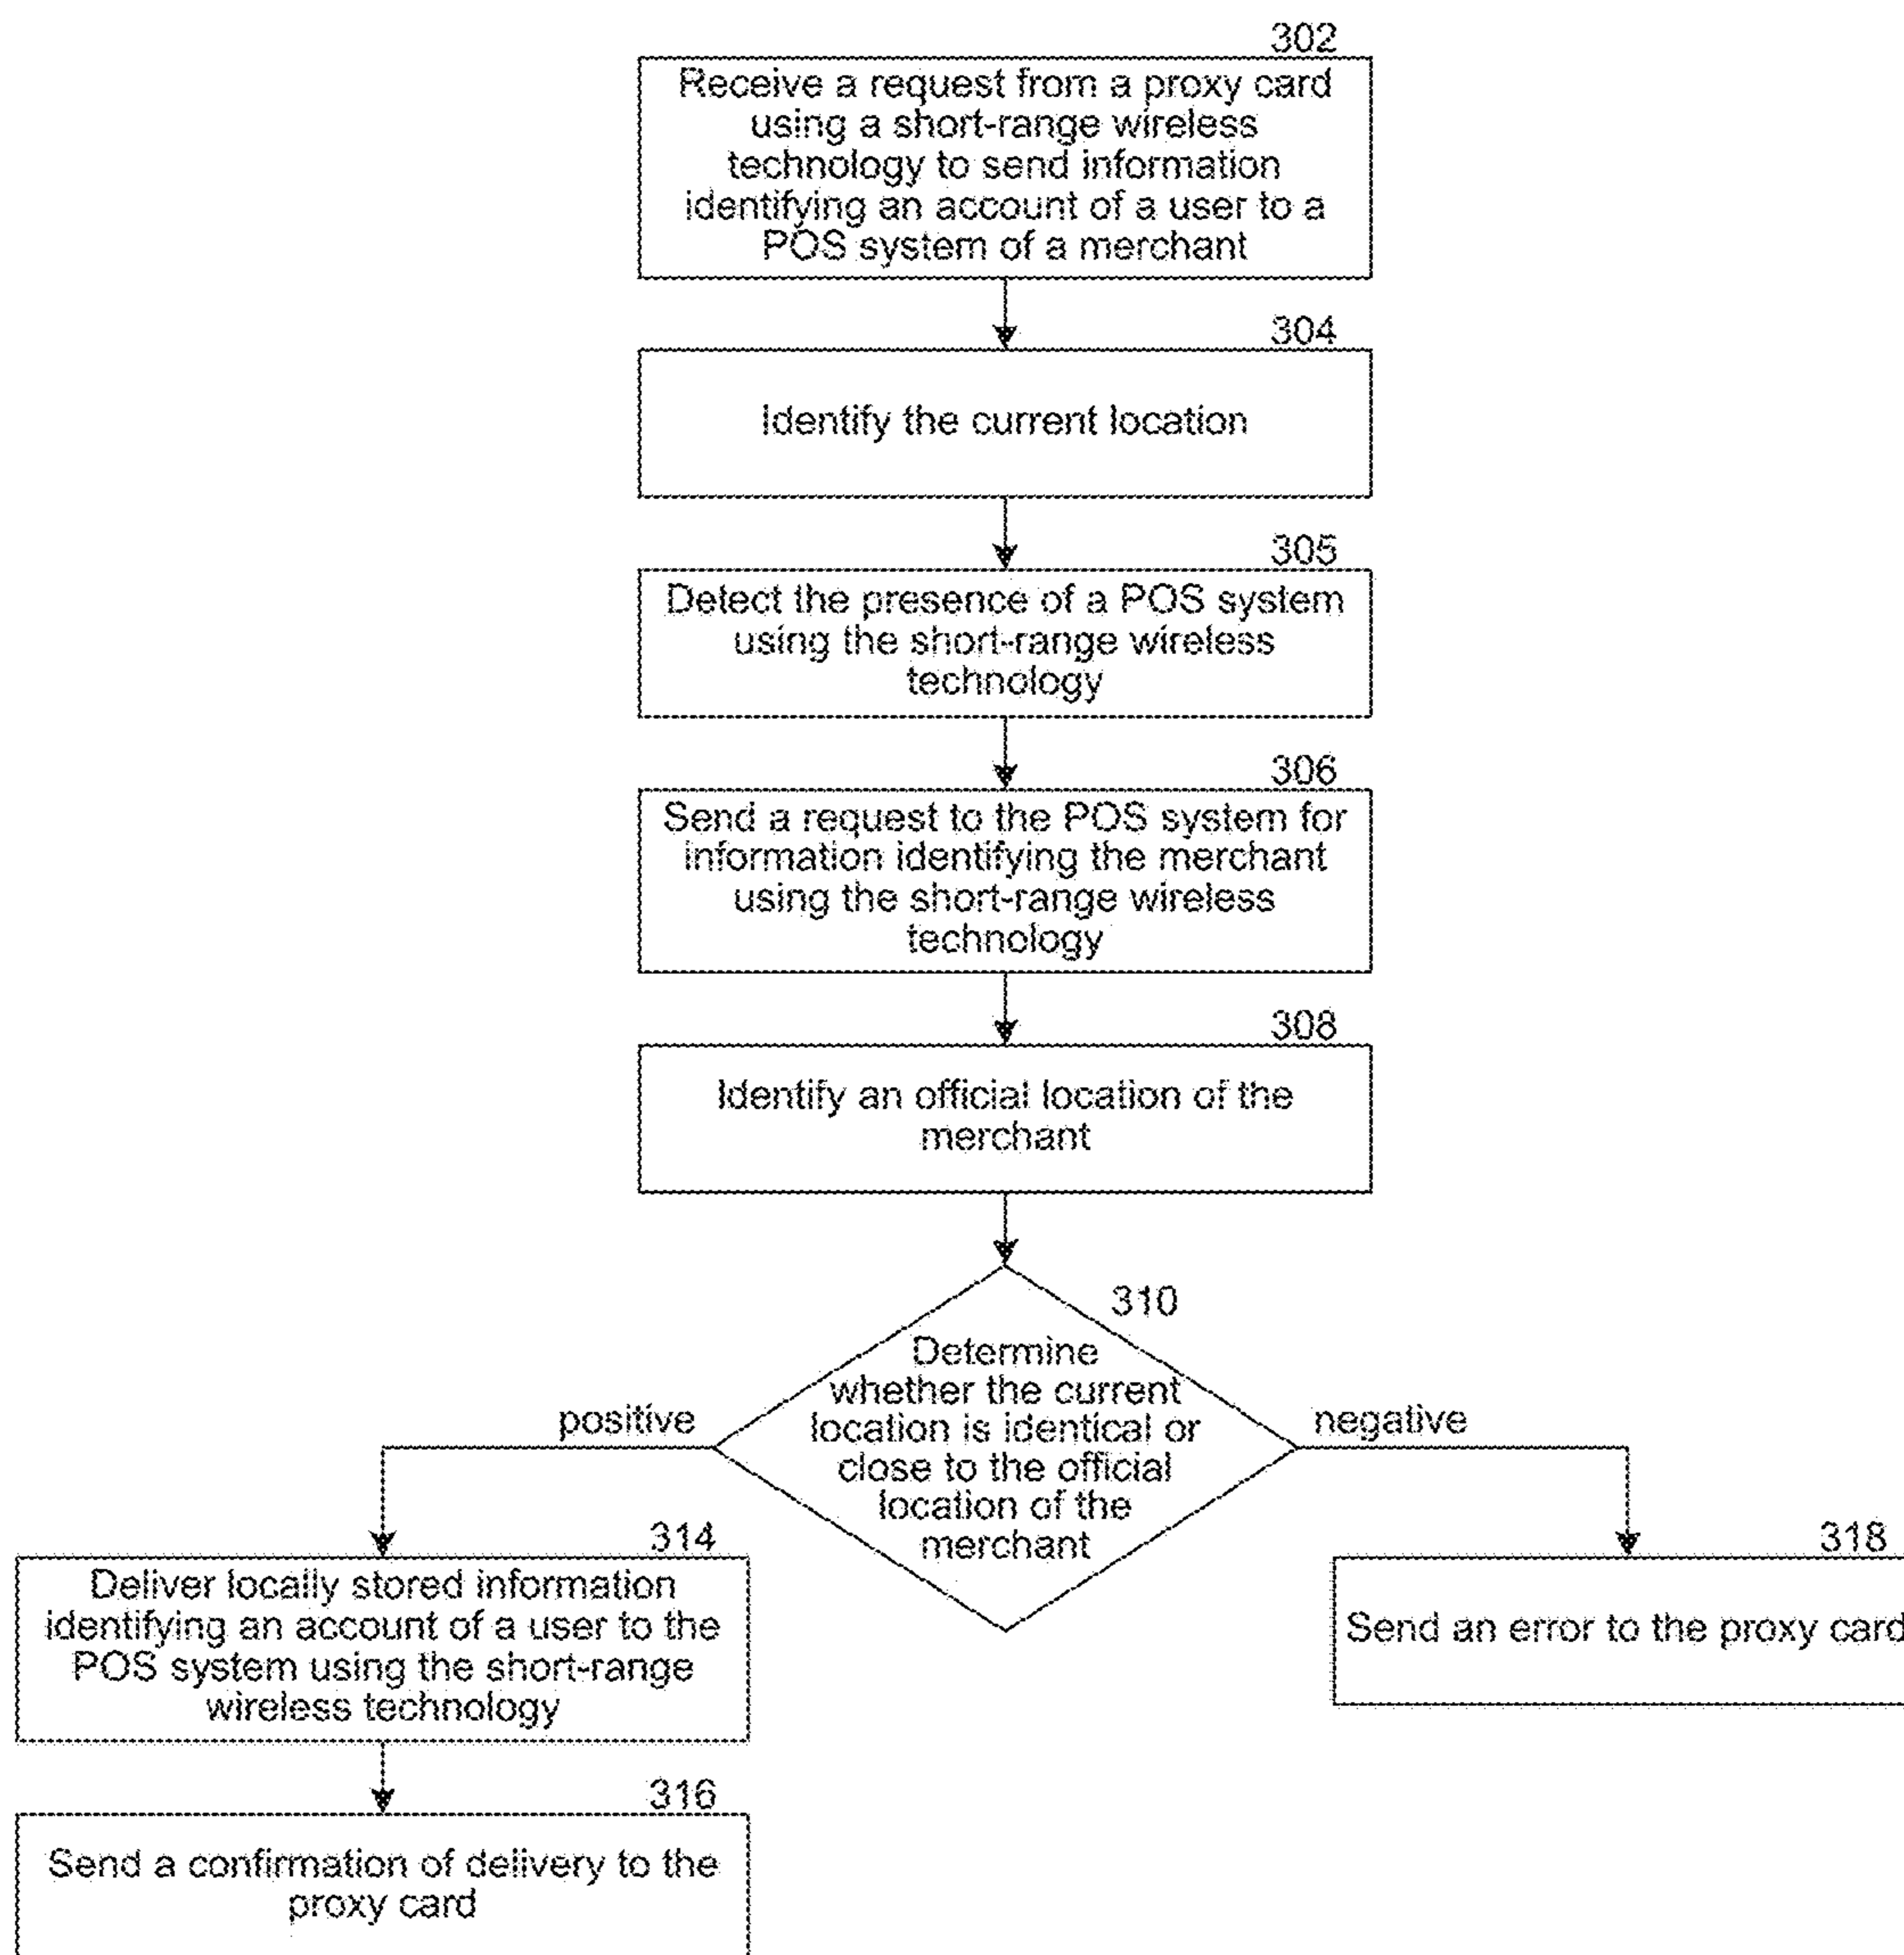 302
Receive a request from a proxy card
using a short-range wireless
technology to send information
identifying an account of a user to a
POS system of a merchant
304
Identify the current location
305
Detect the presence of a POS system
using the short-range wireless
technology
306
Send a request to the POS system for
information identifying the merchant
using the short-range wireless
technology
308
Identify an official location of the
merchant
310
Determine
whether the current
location is identical or
close to the official
location of the
merchant
positive
negative
314
Deliver locally stored information
identifying an account of a user to the
POS system using the short-range
wireless technology
318
Send an error to the proxy card
316
Send a confirmation of delivery to the
proxy card